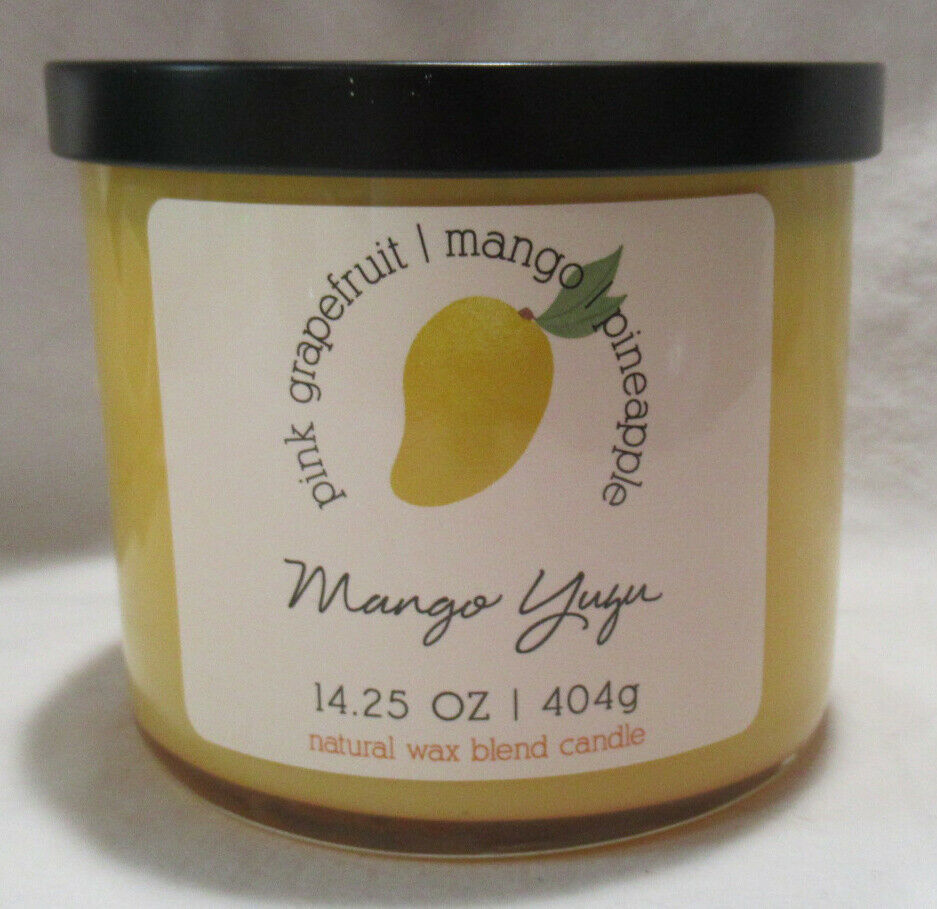 pink grapefruit | mango | pineapple
Mango Yuzu
14.25 OZ | 404g
natural wax blend candle